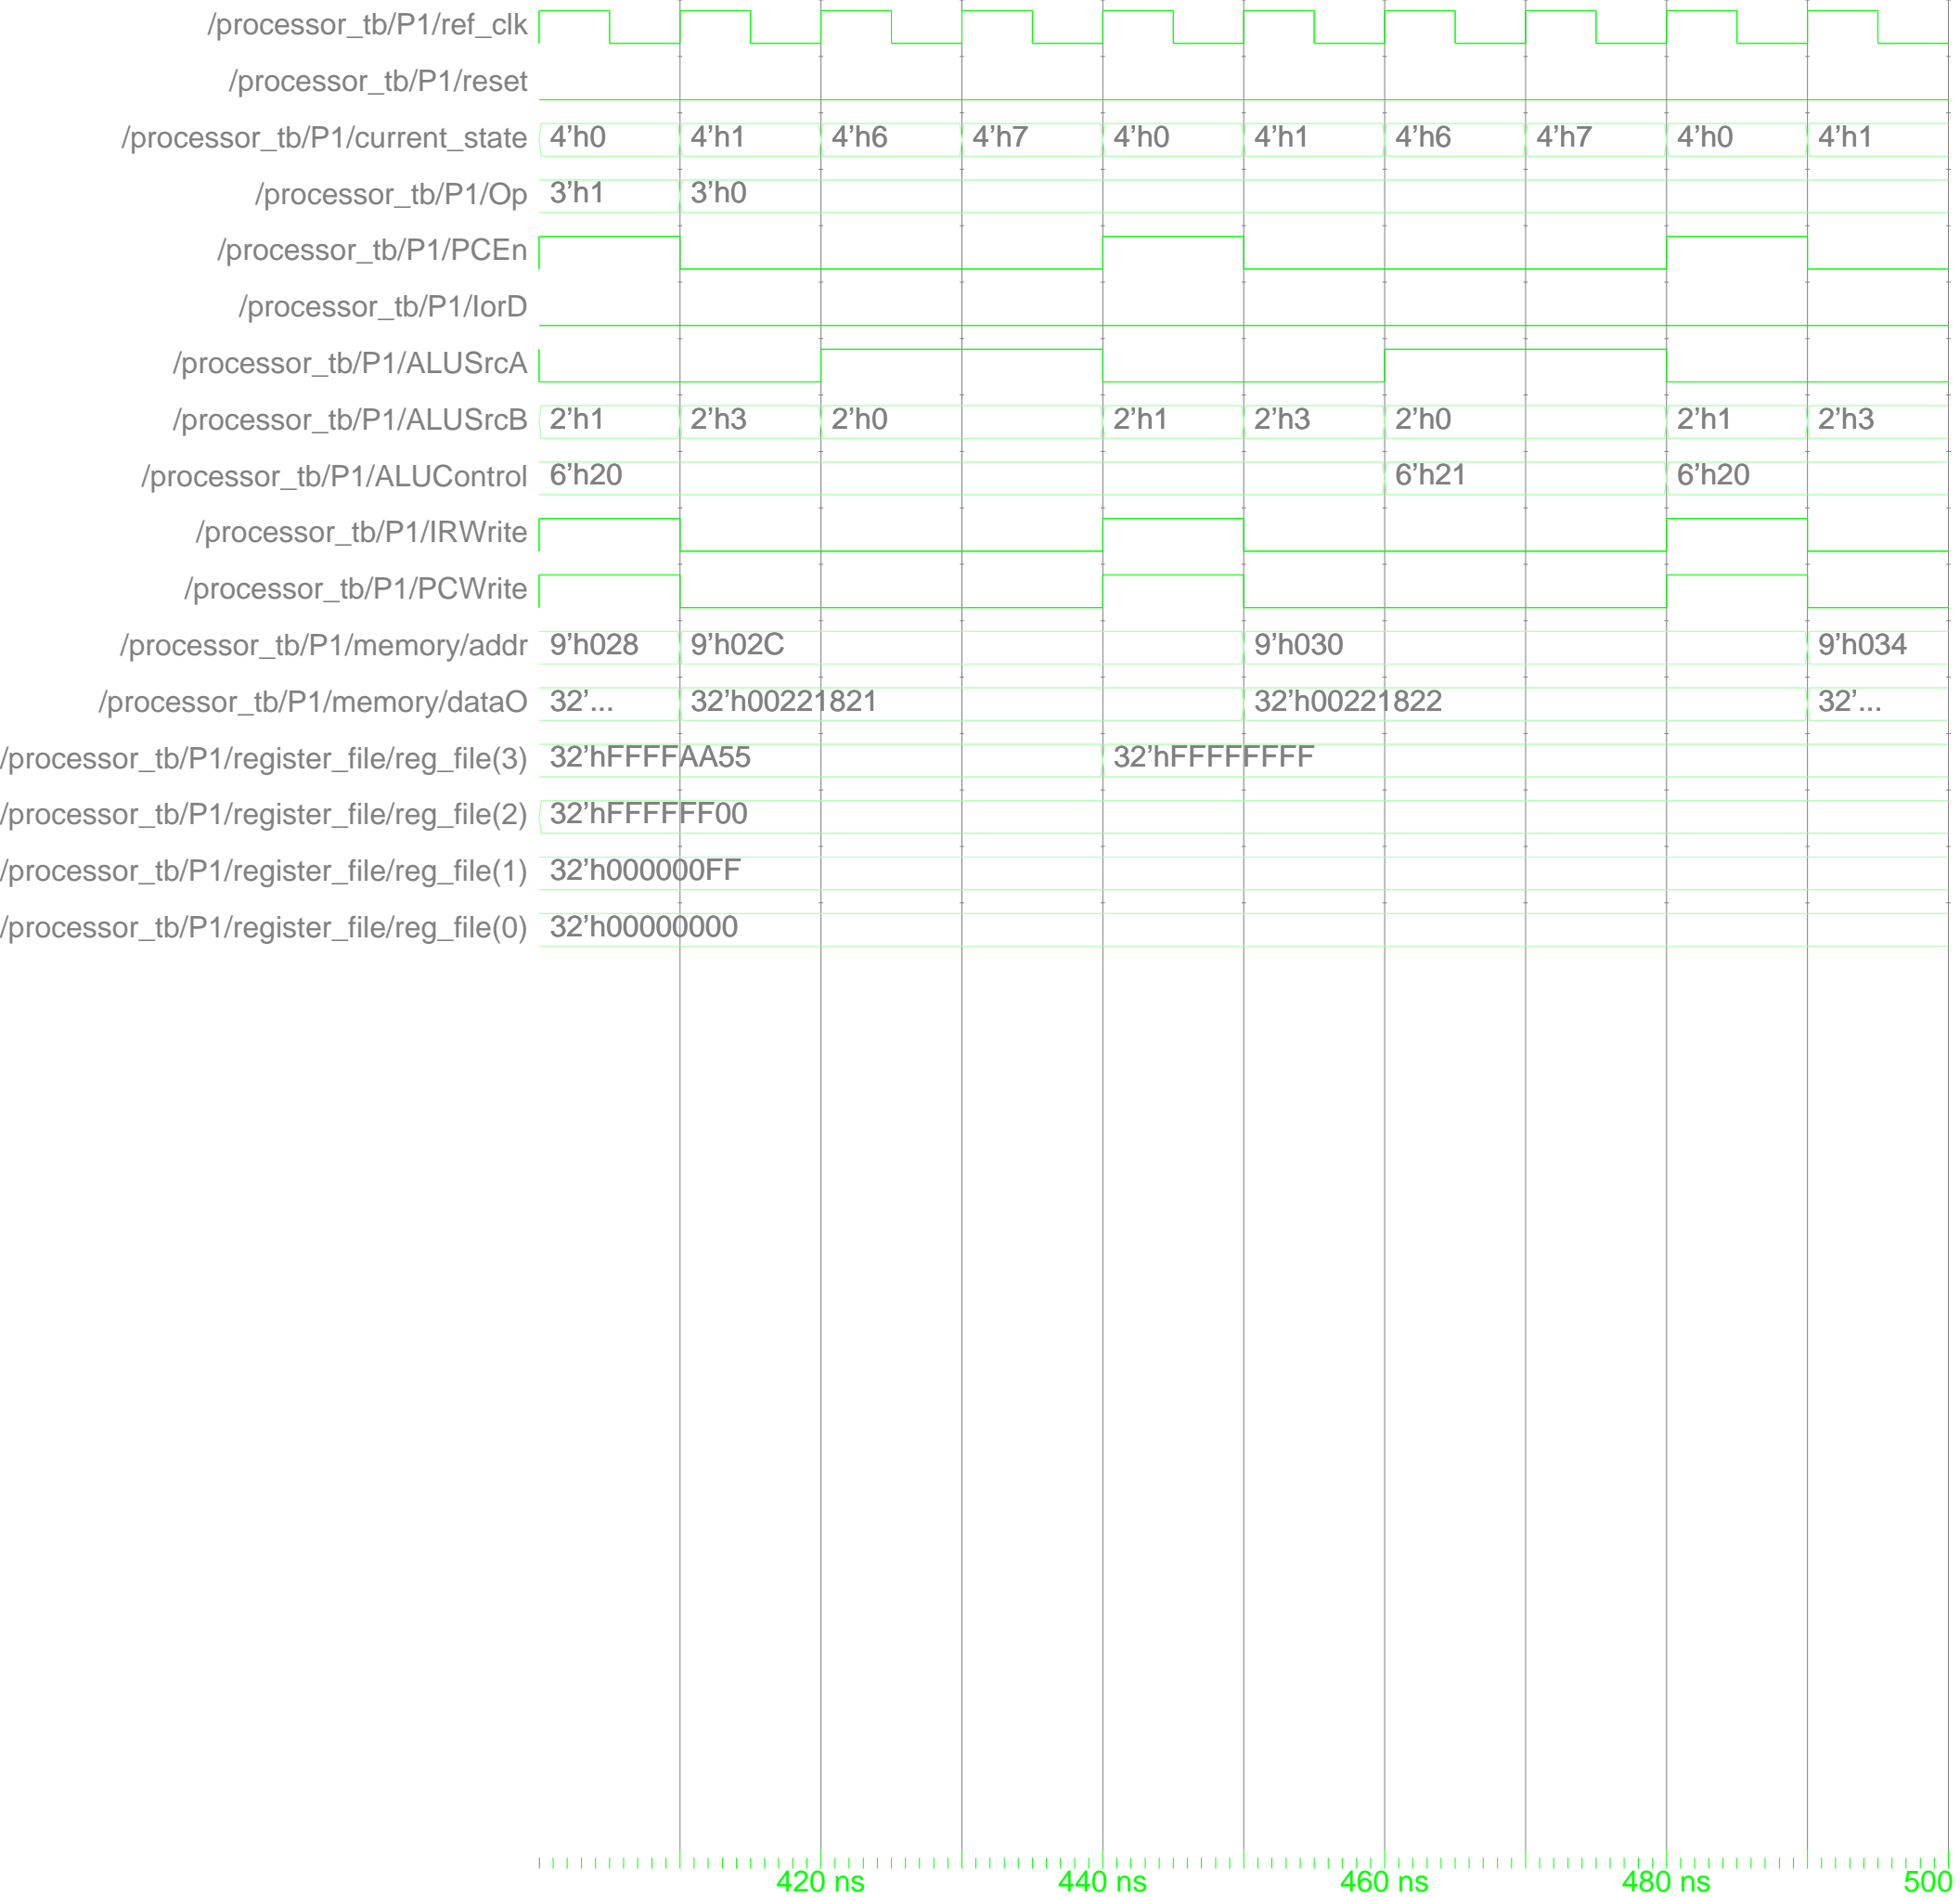 /processor_tb/P1/ref_clk
/processor_tb/P1/reset
/processor_tb/P1/current_state 4'h0 4'h1 4'h6 4'h7 4'h0 4'h1 4'h6 4'h7 4'h0 4'h1
/processor_tb/P1/Op 3'h1 3'h0
/processor_tb/P1/PCEn
/processor_tb/P1/IorD
/processor_tb/P1/ALUSrcA
/processor_tb/P1/ALUSrcB 2'h1 2'h3 2'h0 2'h1 2'h3 2'h0 2'h1 2'h3
/processor_tb/P1/ALUControl 6'h20 6'h21 6'h20
/processor_tb/P1/IRWrite
/processor_tb/P1/PCWrite
/processor_tb/P1/memory/addr 9'h028 9'h02C 9'h030 9'h034
/processor_tb/P1/memory/dataO 32'... 32'h00221821 32'h00221822 32'...
/processor_tb/P1/register_file/reg_file(3) 32'hFFFFAA55 32'hFFFFFFFF
/processor_tb/P1/register_file/reg_file(2) 32'hFFFFFF00
/processor_tb/P1/register_file/reg_file(1) 32'h000000FF
/processor_tb/P1/register_file/reg_file(0) 32'h00000000
420 ns 440 ns 460 ns 480 ns 500